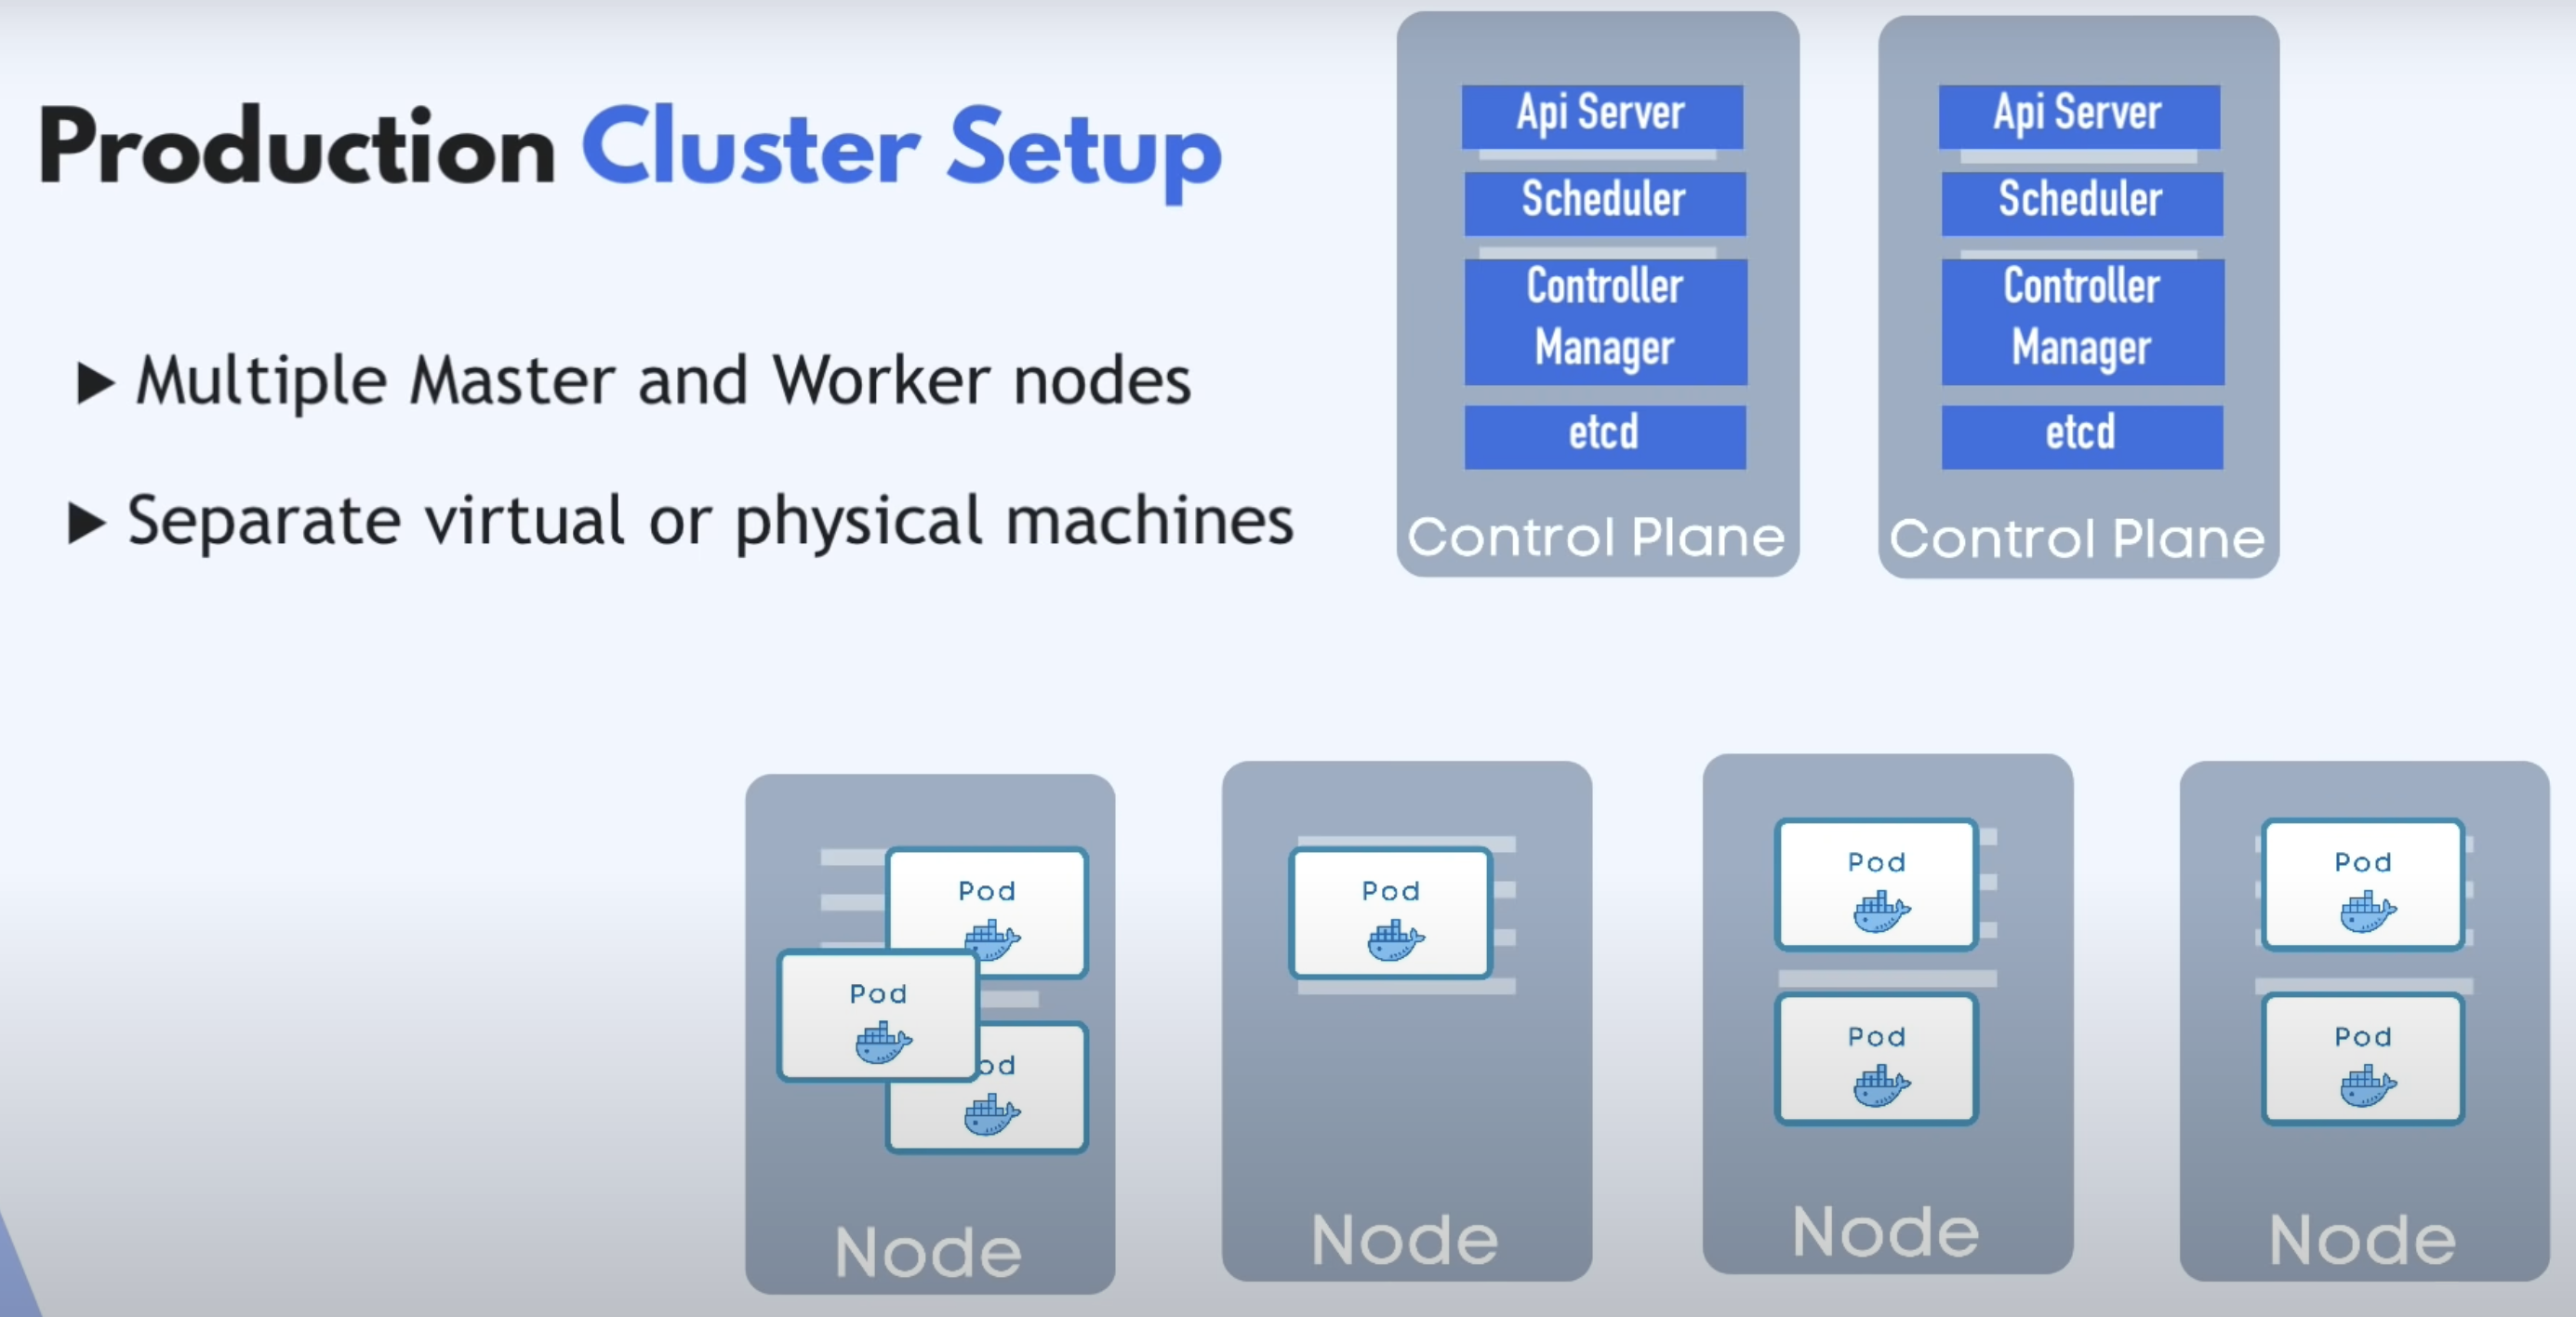 Production Cluster Setup
▶ Multiple Master and Worker nodes
▶ Separate virtual or physical machines
Api Server
Scheduler
Controller
Manager
etcd
Control Plane
Api Server
Scheduler
Controller
Manager
etcd
Control Plane
Pod
Pod
od
Node
Pod
Node
Pod
Pod
Node
Pod
Pod
Node